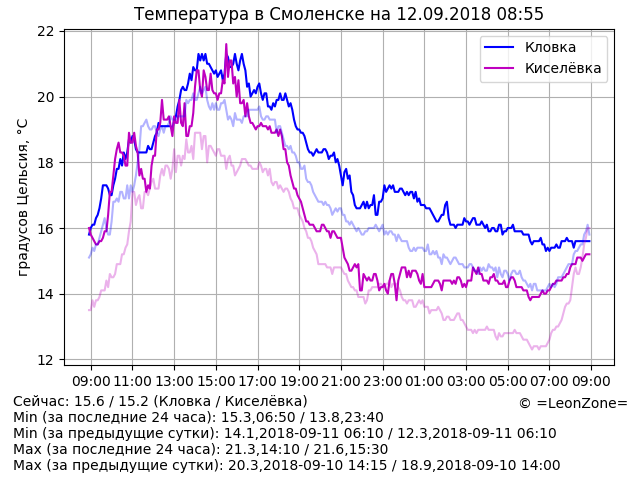 Температура в Смоленске на 12.09.2018 08:55
градусов Цельсия, °C
22
20
18
16
14
12
Кловка
Киселёвка
09:00 11:00 13:00 15:00 17:00 19:00 21:00 23:00 01:00 03:00 05:00 07:00 09:00
Сейчас: 15.6 / 15.2 (Кловка / Киселёвка)
© =LeonZone=
Min (за последние 24 часа): 15.3,06:50 / 13.8,23:40
Min (за предыдущие сутки): 14.1,2018-09-11 06:10 / 12.3,2018-09-11 06:10
Max (за последние 24 часа): 21.3,14:10 / 21.6,15:30
Max (за предыдущие сутки): 20.3,2018-09-10 14:15 / 18.9,2018-09-10 14:00